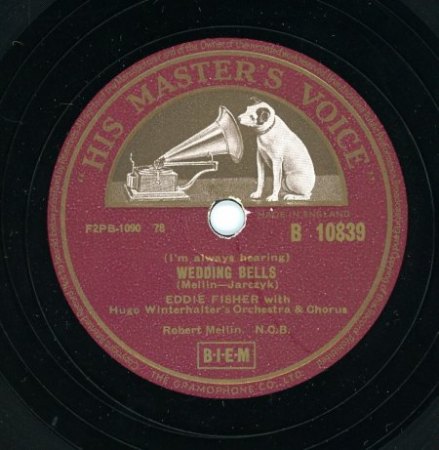 "HIS MASTER'S VOICE"
MADE IN ENGLAND
F2PB-1090 78
B 10839
(I'm always hearing)
WEDDING BELLS
(Mellin—Jarczyk)
EDDIE FISHER with
Hugo Winterhalter's Orchestra & Chorus
Robert Mellin. N.C.B.
B·I·E·M
THE GRAMOPHONE CO., LTD.